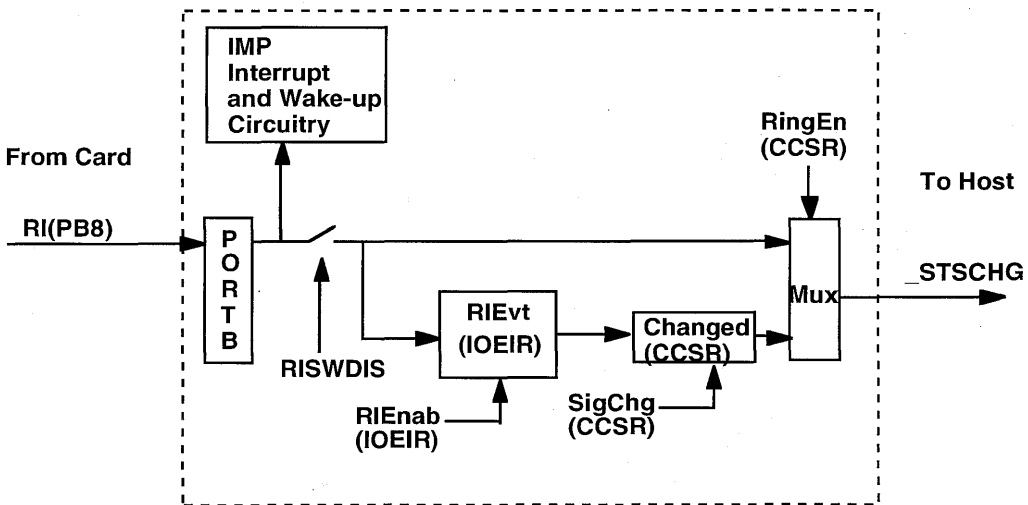 IMP
Interrupt
and Wake-up
Circuitry
RingEn
(CCSR)
From Card
To Host
RI(PB8)
P
O
R
T
B
_STSCHG
Mux
RIEvt
(IOEIR)
Changed
(CCSR)
RISWDIS
RIEnab
(IOEIR)
SigChg
(CCSR)